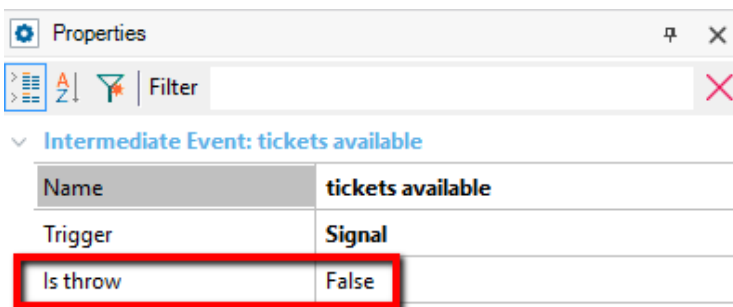 Properties
Filter
Intermediate Event: tickets available
Name tickets available
Trigger Signal
Is throw False